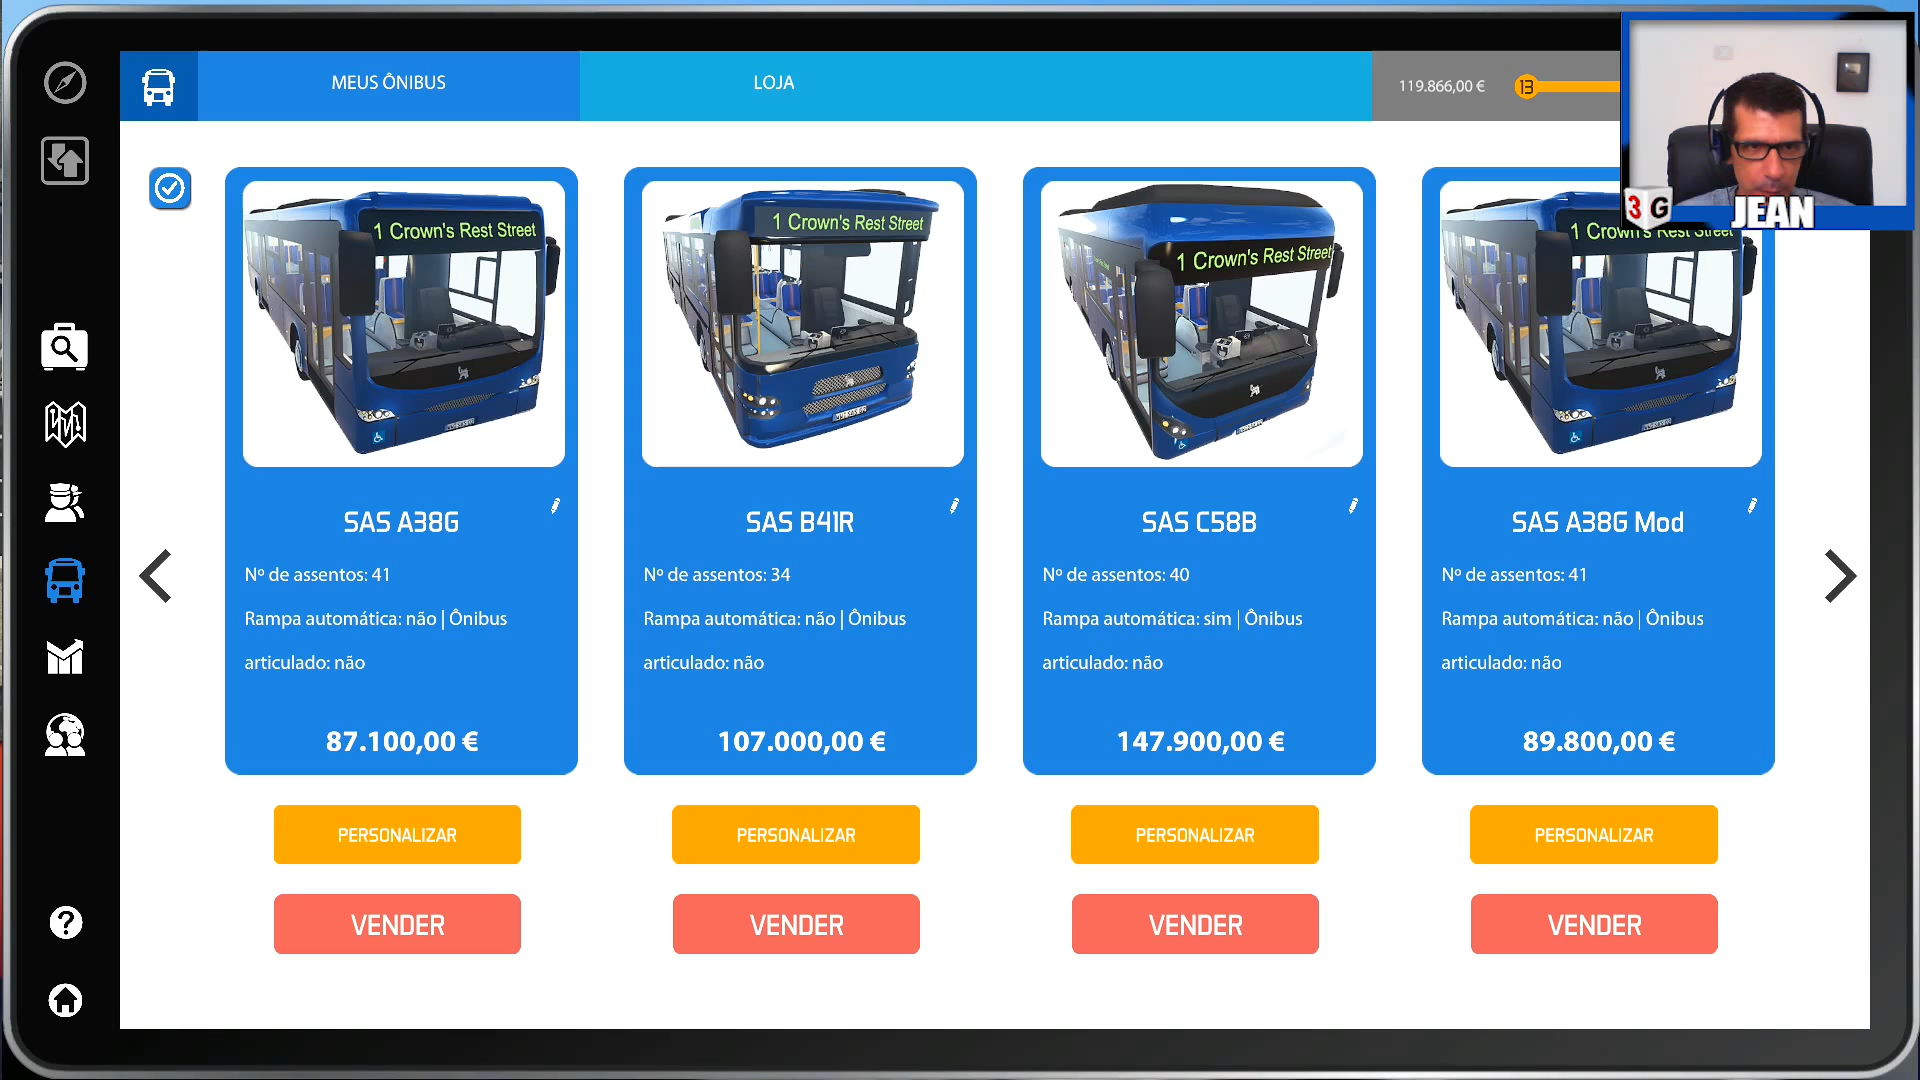 MEUS ÔNIBUS
LOJA
119.866,00 €
13
3G
JEAN
1 Crown's Rest Street
1 Crown's Rest Street
1 Crown's Rest Street
1 Crown's Rest Street
SAS A38G
Nº de assentos: 41
Rampa automática: não | Ônibus
articulado: não
87.100,00 €
PERSONALIZAR
VENDER
SAS B41R
Nº de assentos: 34
Rampa automática: não | Ônibus
articulado: não
107.000,00 €
PERSONALIZAR
VENDER
SAS C58B
Nº de assentos: 40
Rampa automática: sim | Ônibus
articulado: não
147.900,00 €
PERSONALIZAR
VENDER
SAS A38G Mod
Nº de assentos: 41
Rampa automática: não | Ônibus
articulado: não
89.800,00 €
PERSONALIZAR
VENDER